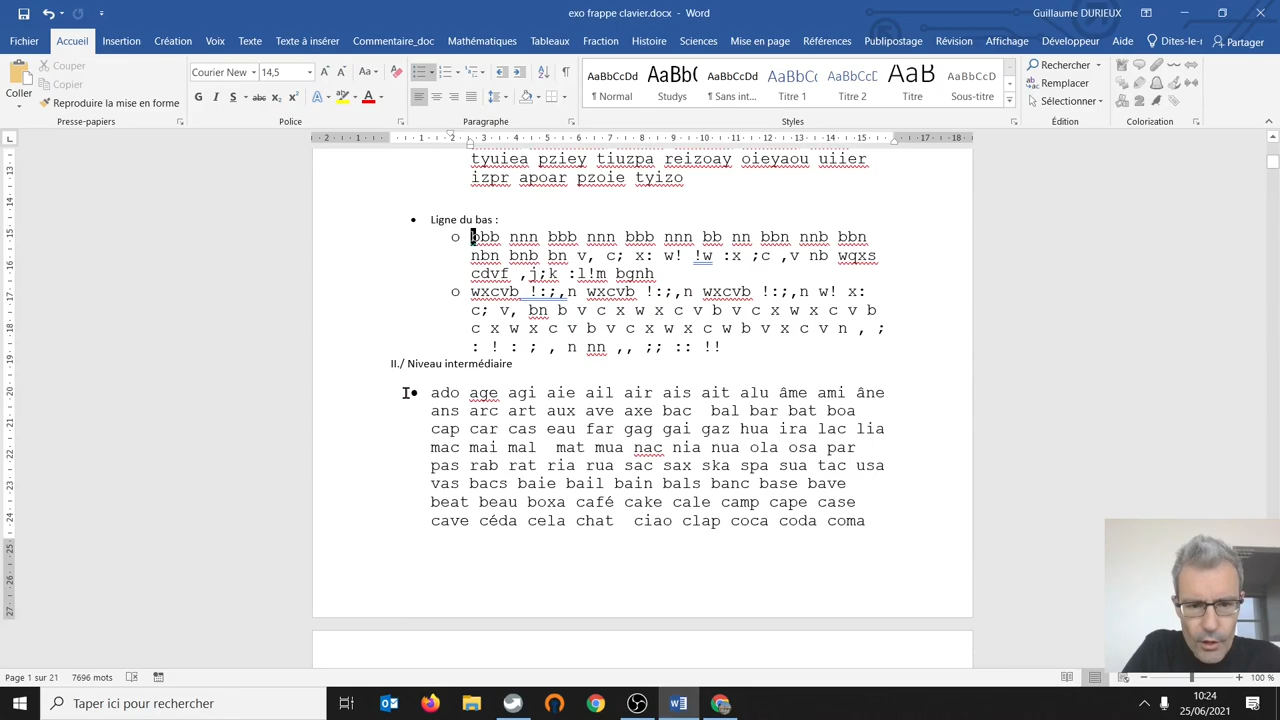 exo frappe clavier.docx - Word
Guillaume DURIEUX
Fichier Accueil Insertion Création Voix Texte Texte à insérer Commentaire_doc Mathématiques Tableaux Fraction Histoire Sciences Mise en page Références Publipostage Révision Affichage Développeur Aide Dites-le Partager
Coller
Couper
Copier
Reproduire la mise en forme
Presse-papiers
Courier New 14,5
G I S abc x₂ x²
Police
Paragraphe
AaBbCcDd AaBb( AaBbCcDd AaBbCcI AaBbCcI AaB AaBbCcD
¶ Normal Studys ¶ Sans int... Titre 1 Titre 2 Titre Sous-titre
Styles
Rechercher
Remplacer
Sélectionner
Modification
Colorization
tyuiea pziey tiuzpa reizoay oieyaou uiier
izpr apoar pzoie tyizo
• Ligne du bas :
o bbb nnn bbb nnn bbb nnn bb nn bbn nnb bbn
nbn bnb bn v, c; x: w! !w :x ;c ,v nb wqxs
cdvf ,j;k :l!m bgnh
o wxcvb !:;,n wxcvb !:;,n wxcvb !:;,n w! x:
c; v, bn b v c x w x c v b v c x w x c v b
c x w x c v b v c x w x c w b v x c v n , ;
: ! : ; , n nn ,, ;; :: !!
II./ Niveau intermédiaire
• ado age agi aie ail air ais ait alu âme ami âne
ans arc art aux ave axe bac  bal bar bat boa
cap car cas eau far gag gai gaz hua ira lac lia
mac mai mal  mat mua nac nia nua ola osa par
pas rab rat ria rua sac sax ska spa sua tac usa
vas bacs baie bail bain bals banc base bave
beat beau boxa café cake cale camp cape case
cave céda cela chat  ciao clap coca coda coma
Page 1 sur 21 7696 mots
100 %
Taper ici pour rechercher
10:24
25/06/2021